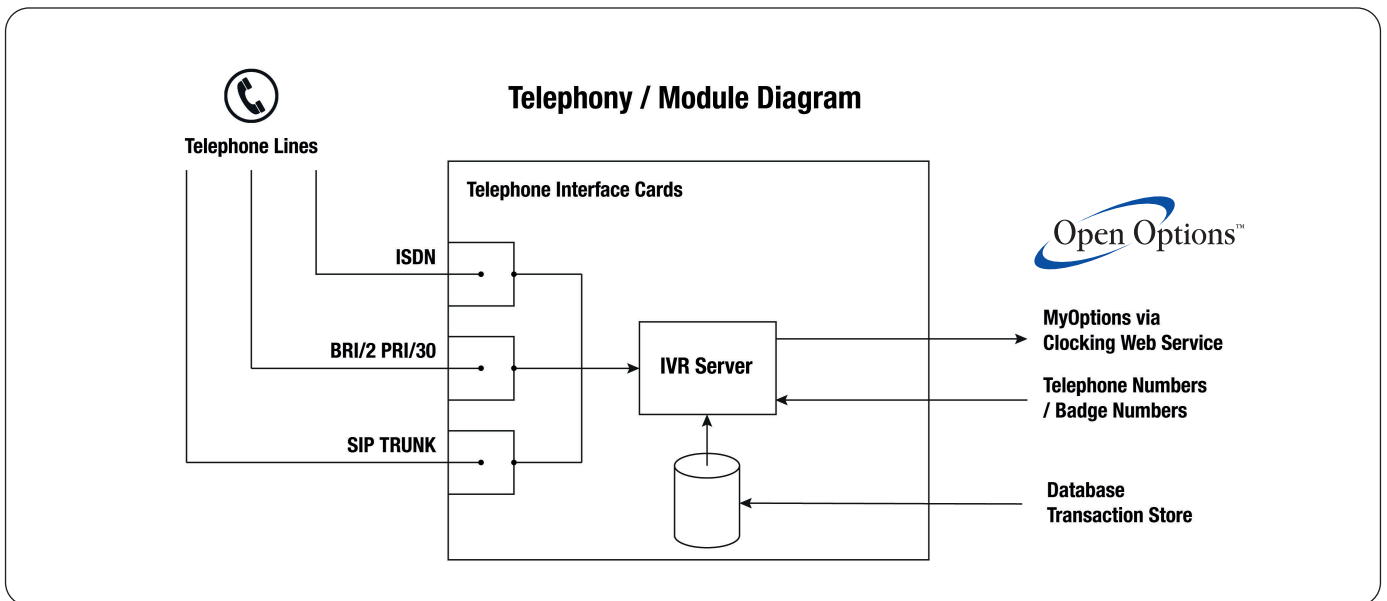 Telephony / Module Diagram
Telephone Lines
Telephone Interface Cards
ISDN
BRI/2 PRI/30
SIP TRUNK
IVR Server
Open Options™
MyOptions via
Clocking Web Service
Telephone Numbers
/ Badge Numbers
Database
Transaction Store